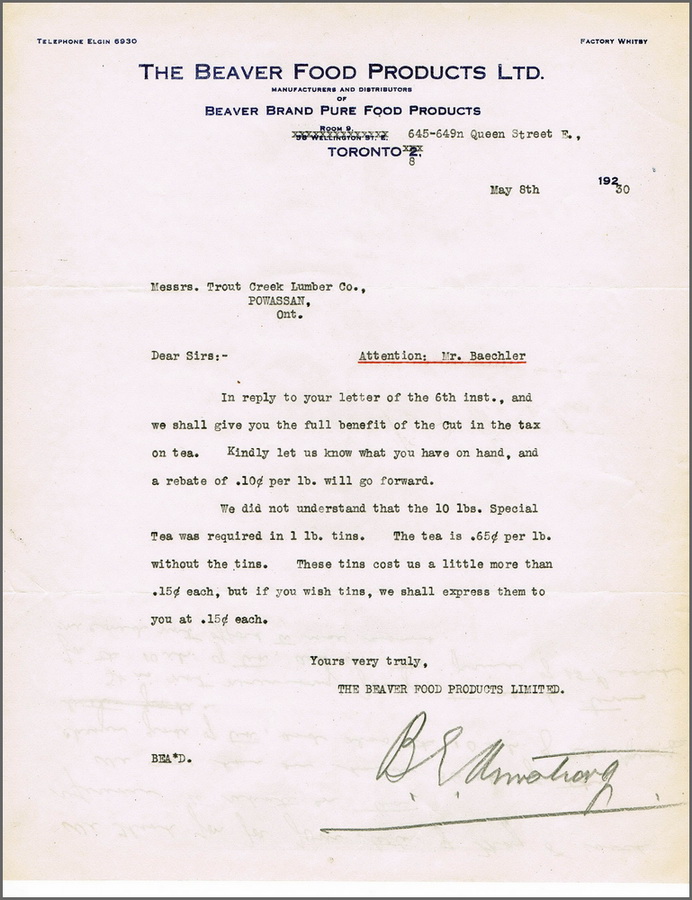 TELEPHONE ELGIN 6930
FACTORY WHITBY
THE BEAVER FOOD PRODUCTS LTD.
MANUFACTURERS AND DISTRIBUTORS
OF
BEAVER BRAND PURE FOOD PRODUCTS
ROOM 9,
WELLINGTON ST. E. 645-649n Queen Street E.,
TORONTO 2,
8
May 8th 192 30
Messrs. Trout Creek Lumber Co.,
POWASSAN,
Ont.
Dear Sirs:- Attention: Mr. Baechler
In reply to your letter of the 6th inst., and
we shall give you the full benefit of the Cut in the tax
on tea. Kindly let us know what you have on hand, and
a rebate of .10¢ per lb. will go forward.
We did not understand that the 10 lbs. Special
Tea was required in 1 lb. tins. The tea is .65¢ per lb.
without the tins. These tins cost us a little more than
.15¢ each, but if you wish tins, we shall express them to
you at .15¢ each.
Yours very truly,
THE BEAVER FOOD PRODUCTS LIMITED.
BEA*D.
B. E. Armstrong